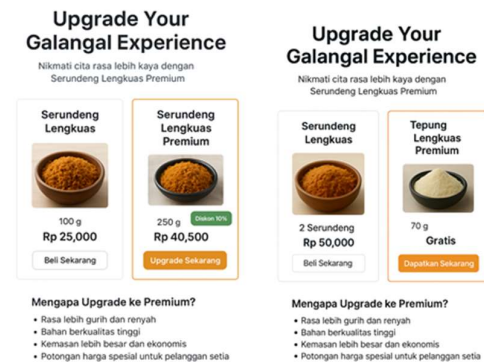 Upgrade Your
Galangal Experience
Nikmati cita rasa lebih kaya dengan
Serundeng Lengkuas Premium
Serundeng
Lengkuas
100 g
Rp 25,000
Beli Sekarang
Serundeng
Lengkuas
Premium
250 g
Diskon 10%
Rp 40,500
Upgrade Sekarang
Mengapa Upgrade ke Premium?
• Rasa lebih gurih dan renyah
• Bahan berkualitas tinggi
• Kemasan lebih besar dan ekonomis
• Potongan harga spesial untuk pelanggan setia
Upgrade Your
Galangal Experience
Nikmati cita rasa lebih kaya dengan
Serundeng Lengkuas Premium
Serundeng
Lengkuas
2 Serundeng
Rp 50,000
Beli Sekarang
Tepung
Lengkuas
Premium
70 g
Gratis
Dapatkan Sekarang
Mengapa Upgrade ke Premium?
• Rasa lebih gurih dan renyah
• Bahan berkualitas tinggi
• Kemasan lebih besar dan ekonomis
• Potongan harga spesial untuk pelanggan setia